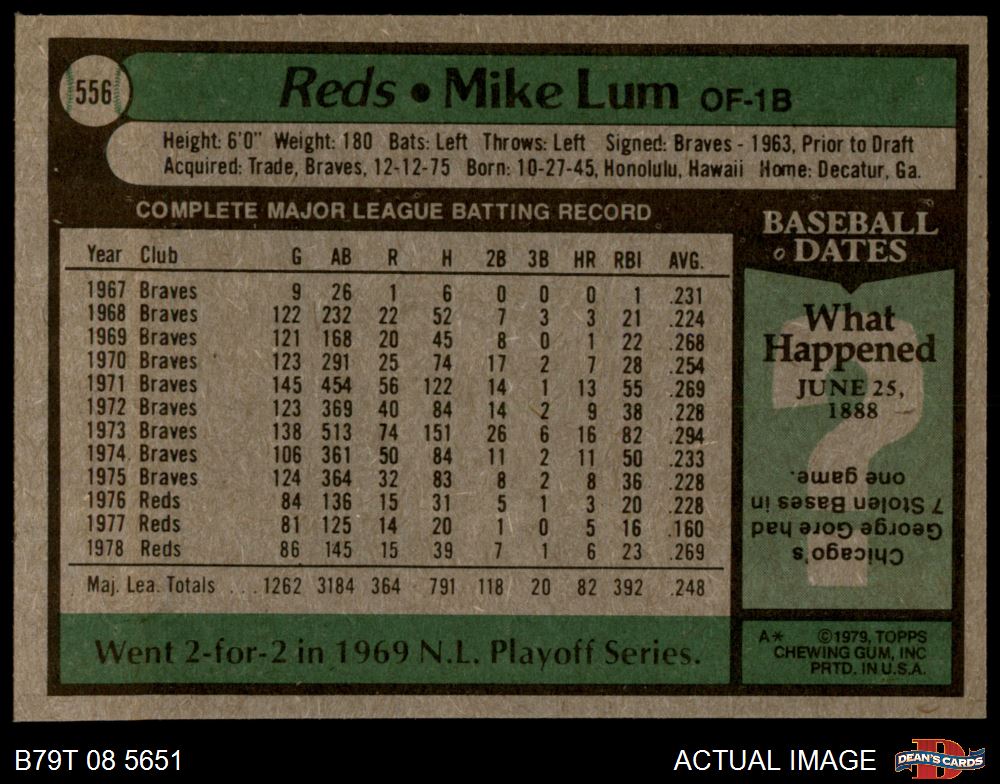 556
Reds • Mike Lum OF-1B
Height: 6'0" Weight: 180 Bats: Left Throws: Left Signed: Braves - 1963, Prior to Draft
Acquired: Trade, Braves, 12-12-75 Born: 10-27-45, Honolulu, Hawaii Home: Decatur, Ga.
COMPLETE MAJOR LEAGUE BATTING RECORD
Year Club G AB R H 2B 3B HR RBI AVG.
1967 Braves 9 26 1 6 0 0 0 1 .231
1968 Braves 122 232 22 52 7 3 3 21 .224
1969 Braves 121 168 20 45 8 0 1 22 .268
1970 Braves 123 291 25 74 17 2 7 28 .254
1971 Braves 145 454 56 122 14 1 13 55 .269
1972 Braves 123 369 40 84 14 2 9 38 .228
1973 Braves 138 513 74 151 26 6 16 82 .294
1974 Braves 106 361 50 84 11 2 11 50 .233
1975 Braves 124 364 32 83 8 2 8 36 .228
1976 Reds 84 136 15 31 5 1 3 20 .228
1977 Reds 81 125 14 20 1 0 5 16 .160
1978 Reds 86 145 15 39 7 1 6 23 .269
Maj. Lea. Totals ... 1262 3184 364 791 118 20 82 392 .248
Went 2-for-2 in 1969 N.L. Playoff Series.
BASEBALL
DATES
What
Happened
JUNE 25,
1888
?
Chicago's
George Gore had
7 Stolen Bases in
one game.
A* ©1979, TOPPS
CHEWING GUM, INC
PRTD. IN U.S.A.
B79T 08 5651
ACTUAL IMAGE
D
DEAN'S CARDS